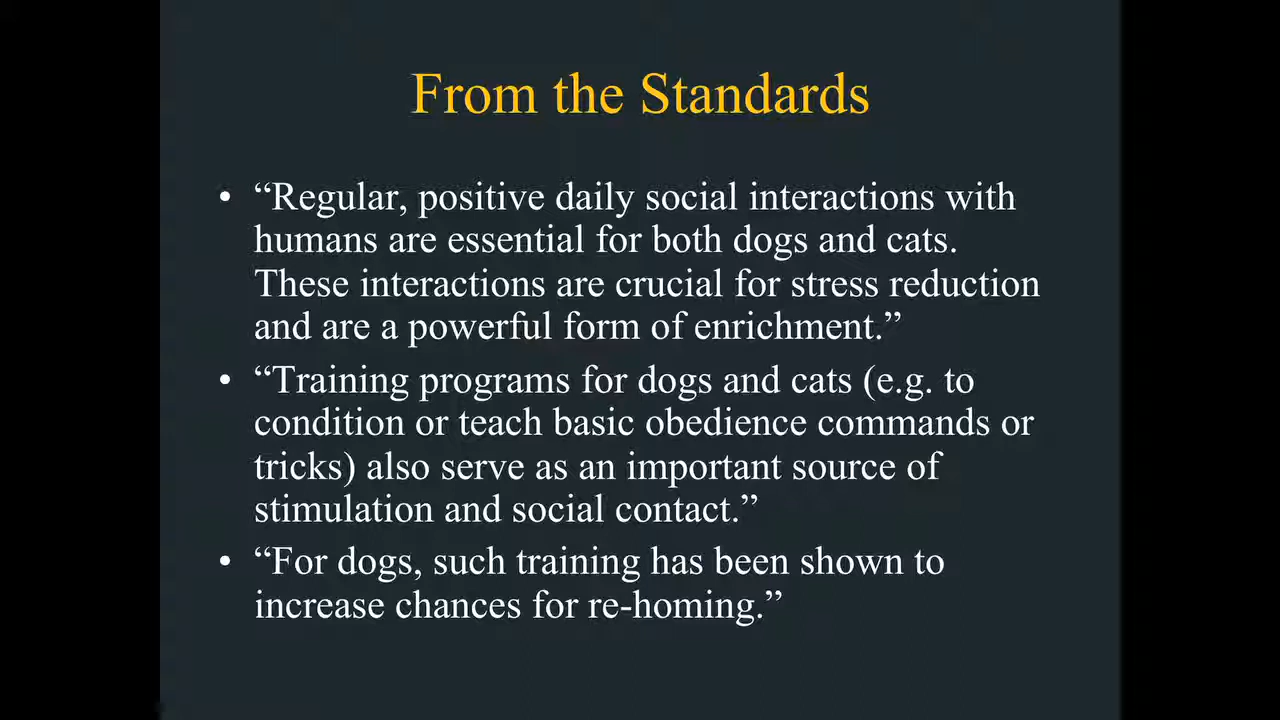 From the Standards
• “Regular, positive daily social interactions with
humans are essential for both dogs and cats.
These interactions are crucial for stress reduction
and are a powerful form of enrichment.”
• “Training programs for dogs and cats (e.g. to
condition or teach basic obedience commands or
tricks) also serve as an important source of
stimulation and social contact.”
• “For dogs, such training has been shown to
increase chances for re-homing.”